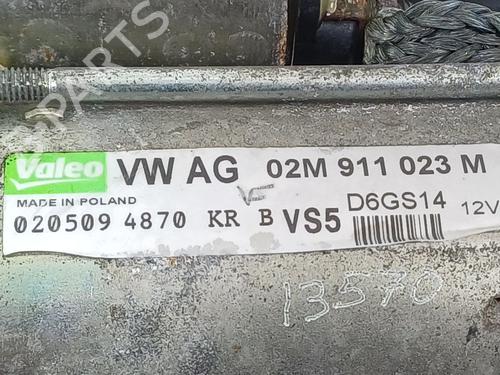 Valeo VW AG 02M 911 023 M
MADE IN POLAND
020509 4870 KR B VS5 D6GS14 12V
13570